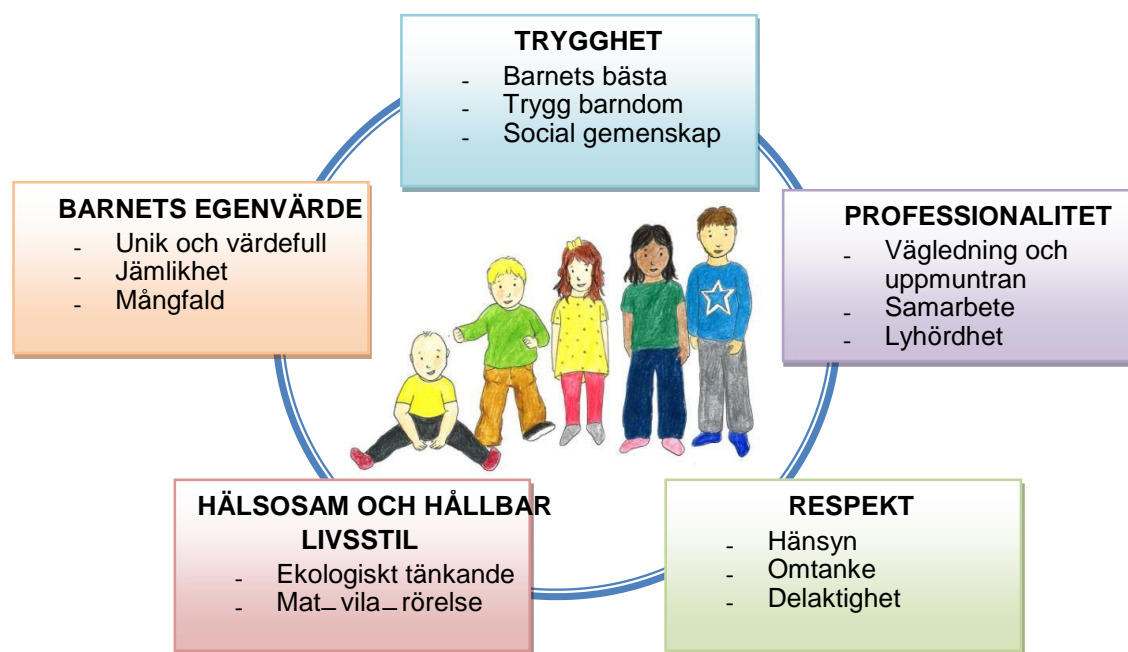 TRYGGHET
- Barnets bästa
- Trygg barndom
- Social gemenskap
BARNETS EGENVÄRDE
- Unik och värdefull
- Jämlikhet
- Mångfald
PROFESSIONALITET
- Vägledning och
uppmuntran
- Samarbete
- Lyhördhet
HÄLSOSAM OCH HÅLLBAR
LIVSSTIL
- Ekologiskt tänkande
- Mat – vila – rörelse
RESPEKT
- Hänsyn
- Omtanke
- Delaktighet